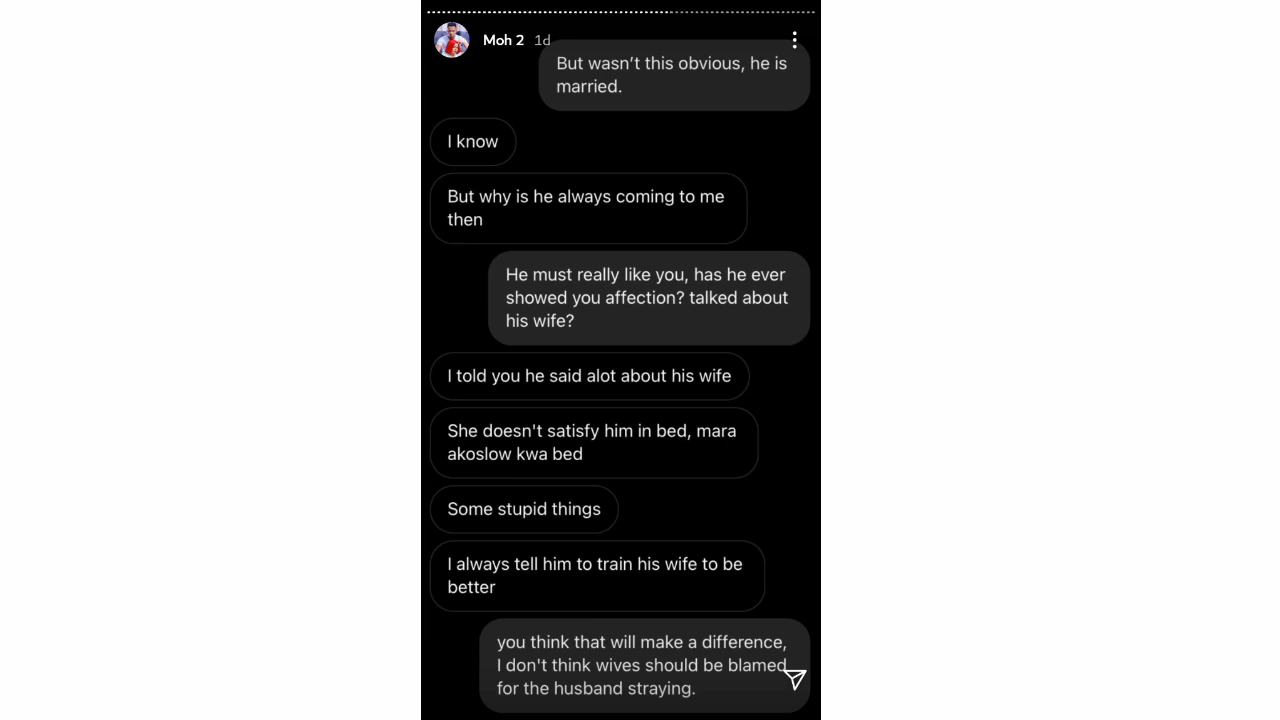 Moh 2 1d
But wasn’t this obvious, he is
married.
I know
But why is he always coming to me
then
He must really like you, has he ever
showed you affection? talked about
his wife?
I told you he said alot about his wife
She doesn't satisfy him in bed, mara
akoslow kwa bed
Some stupid things
I always tell him to train his wife to be
better
you think that will make a difference,
I don't think wives should be blamed
for the husband straying.